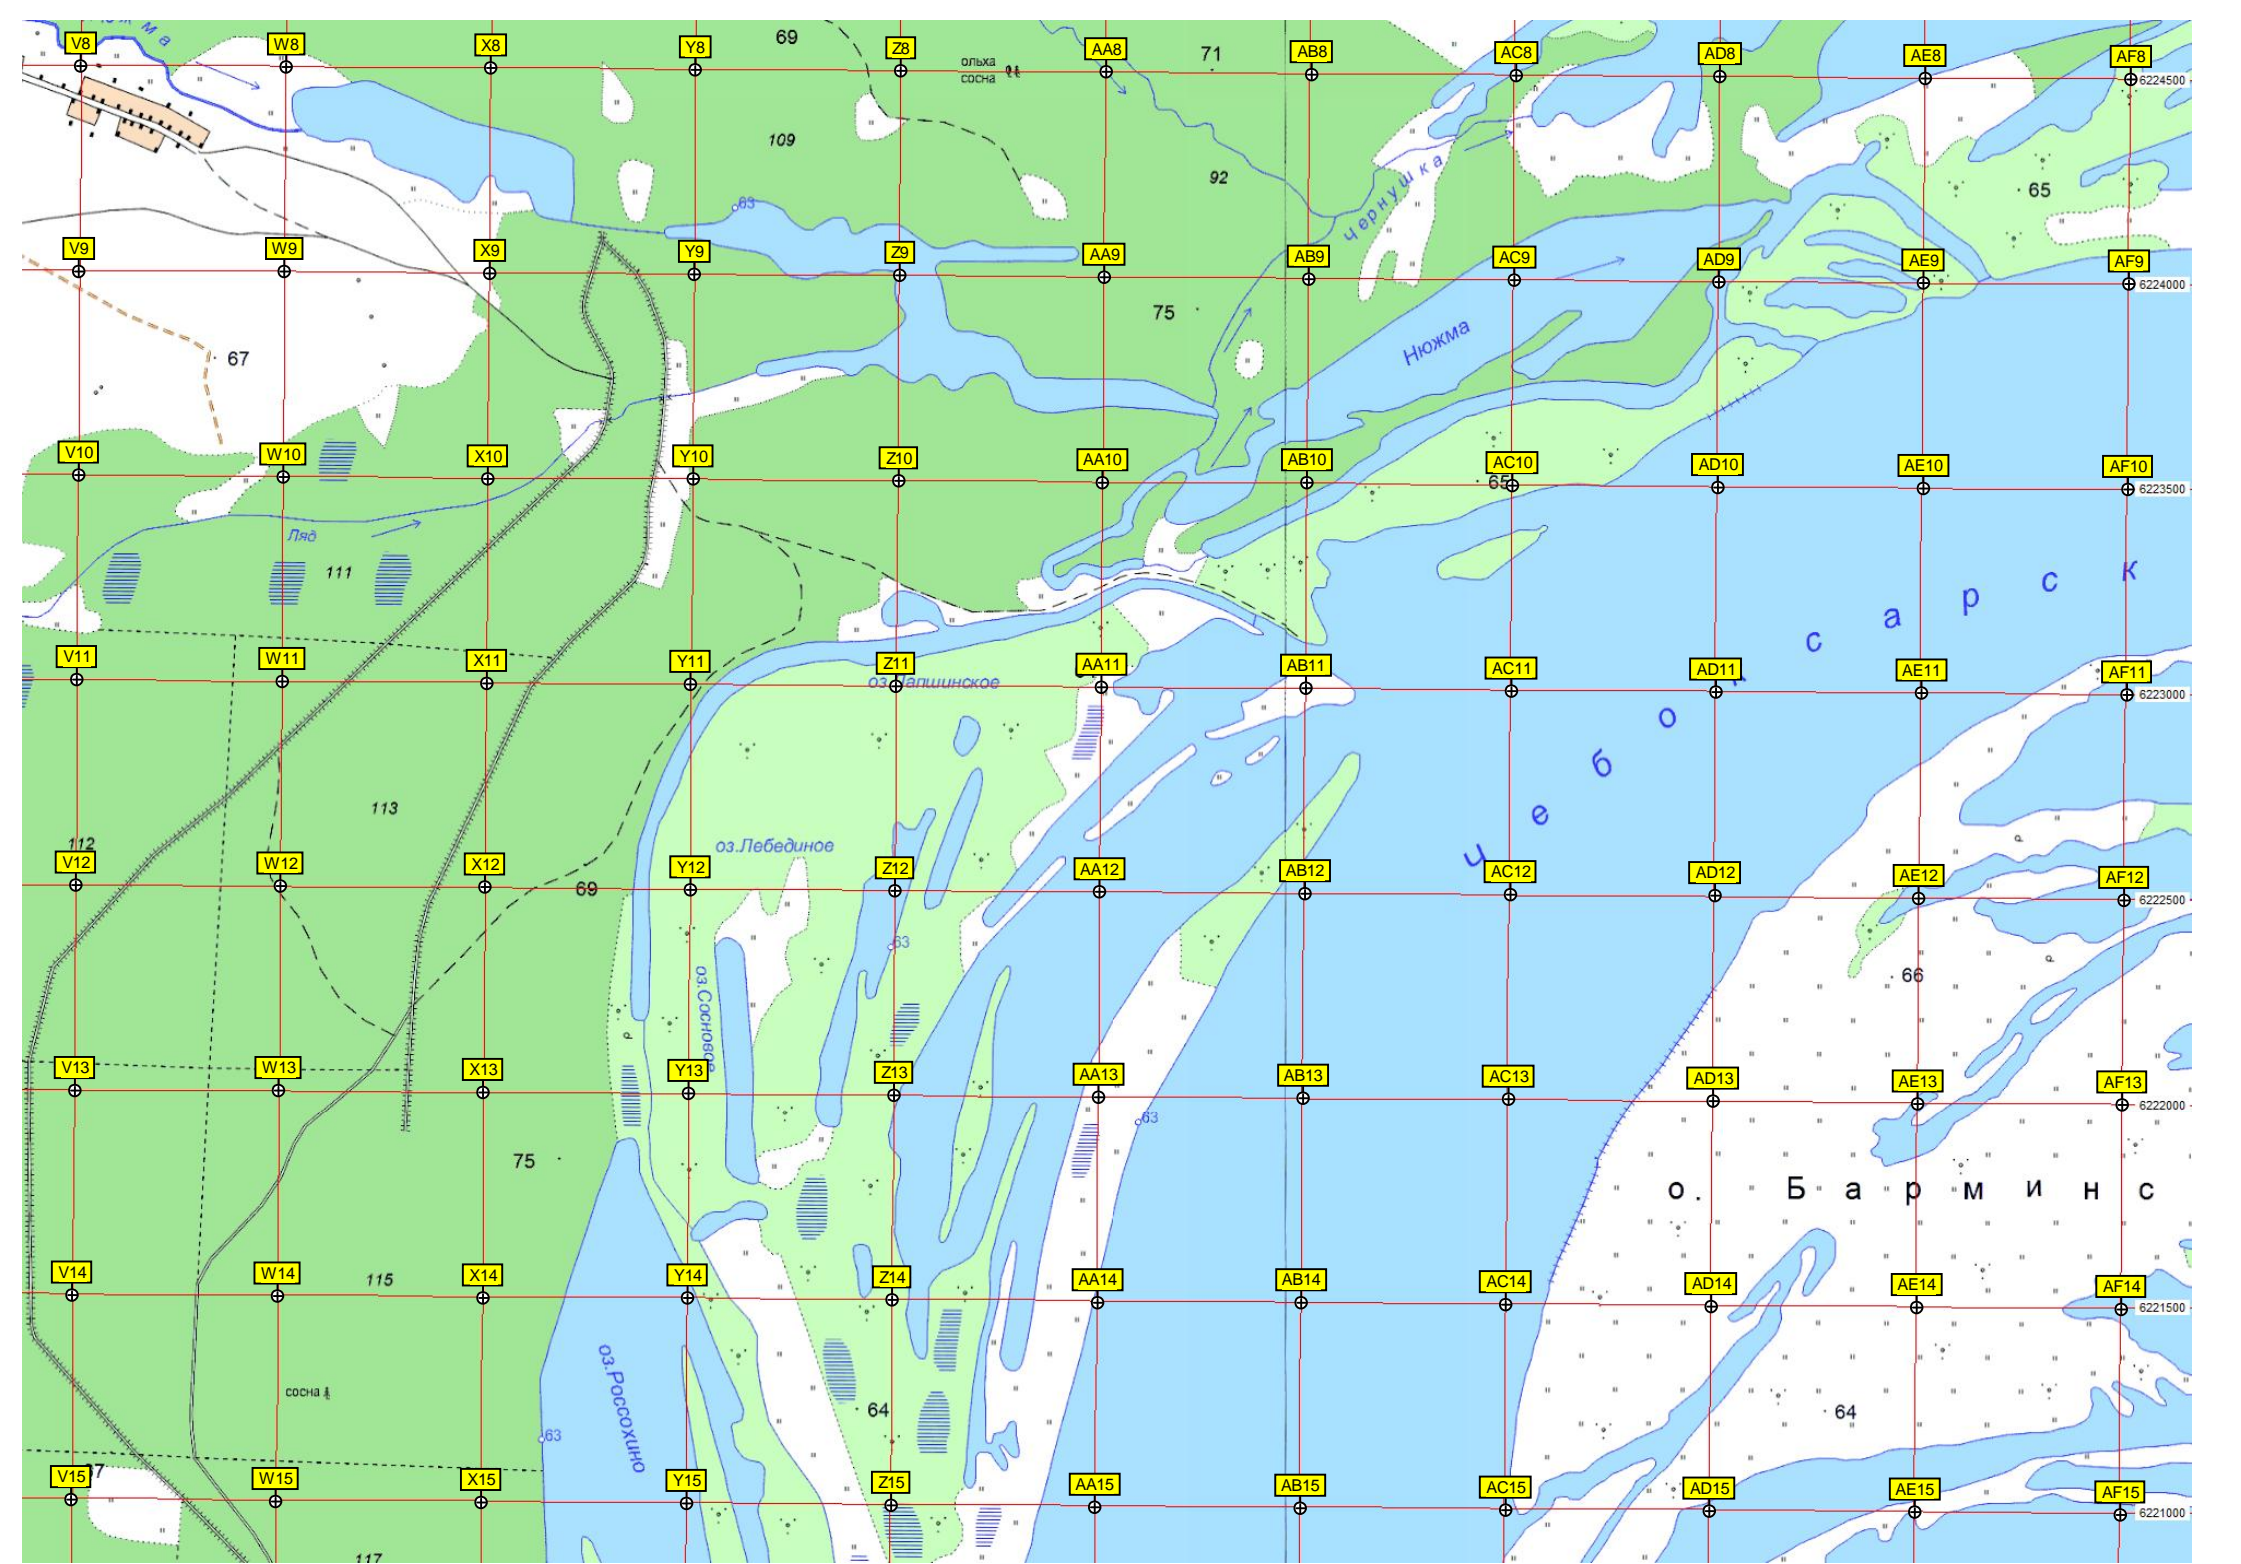 V8 W8 X8 Y8 69 Z8 AA8 71 AB8 AC8 AD8 AE8 AF8
ольха
сосна
6224500
109
92
Чернушка
65
63
V9 W9 X9 Y9 Z9 AA9 AB9 AC9 AD9 AE9 AF9
6224000
75
Нюжма
67
V10 W10 X10 Y10 Z10 AA10 AB10 AC10 AD10 AE10 AF10
65
6223500
Ляд
111
Чебоксарск
V11 W11 X11 Y11 Z11 AA11 AB11 AC11 AD11 AE11 AF11
оз.Лапшинское
6223000
113
112
оз.Лебединое
V12 W12 X12 Y12 Z12 AA12 AB12 AC12 AD12 AE12 AF12
69
6222500
63
66
оз.Сосновое
V13 W13 X13 Y13 Z13 AA13 AB13 AC13 AD13 AE13 AF13
6222000
63
75
о. Барминс
V14 W14 X14 Y14 Z14 AA14 AB14 AC14 AD14 AE14 AF14
115
6221500
сосна
оз.Россохино
64
64
63
V15 W15 X15 Y15 Z15 AA15 AB15 AC15 AD15 AE15 AF15
6221000
117